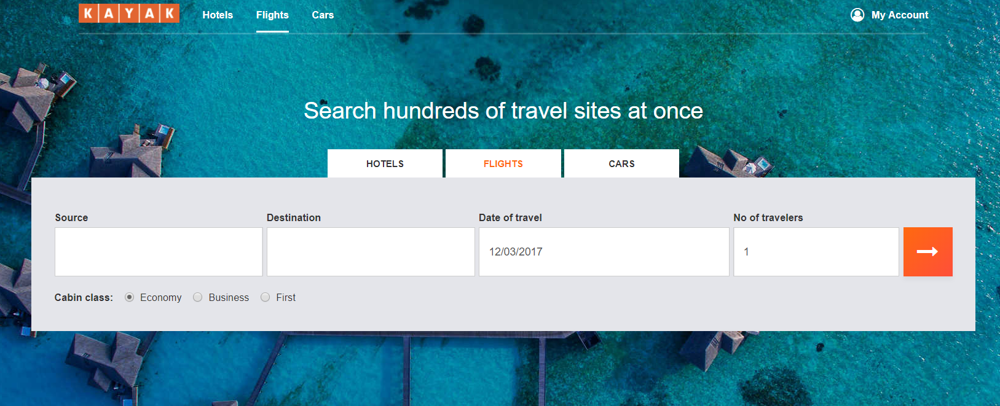 KAYAK Hotels Flights Cars My Account
Search hundreds of travel sites at once
HOTELS FLIGHTS CARS
Source Destination Date of travel No of travelers
12/03/2017 1
Cabin class: Economy Business First